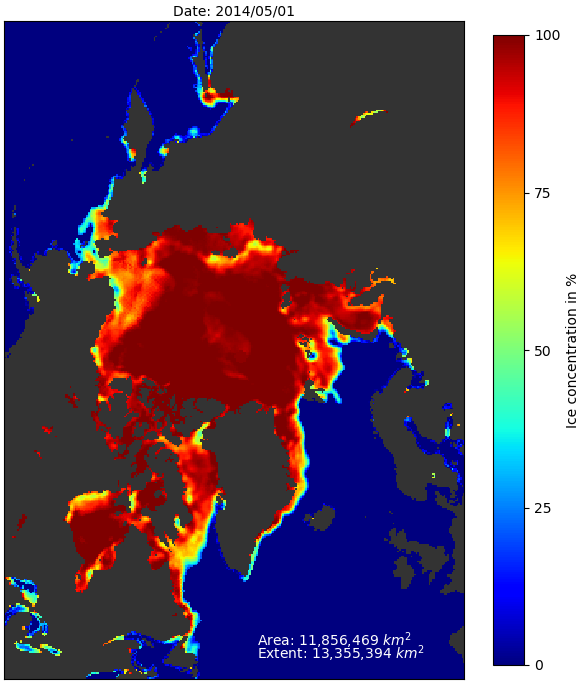 Date: 2014/05/01
100
75
50
25
0
Ice concentration in %
Area: 11,856,469 km²
Extent: 13,355,394 km²